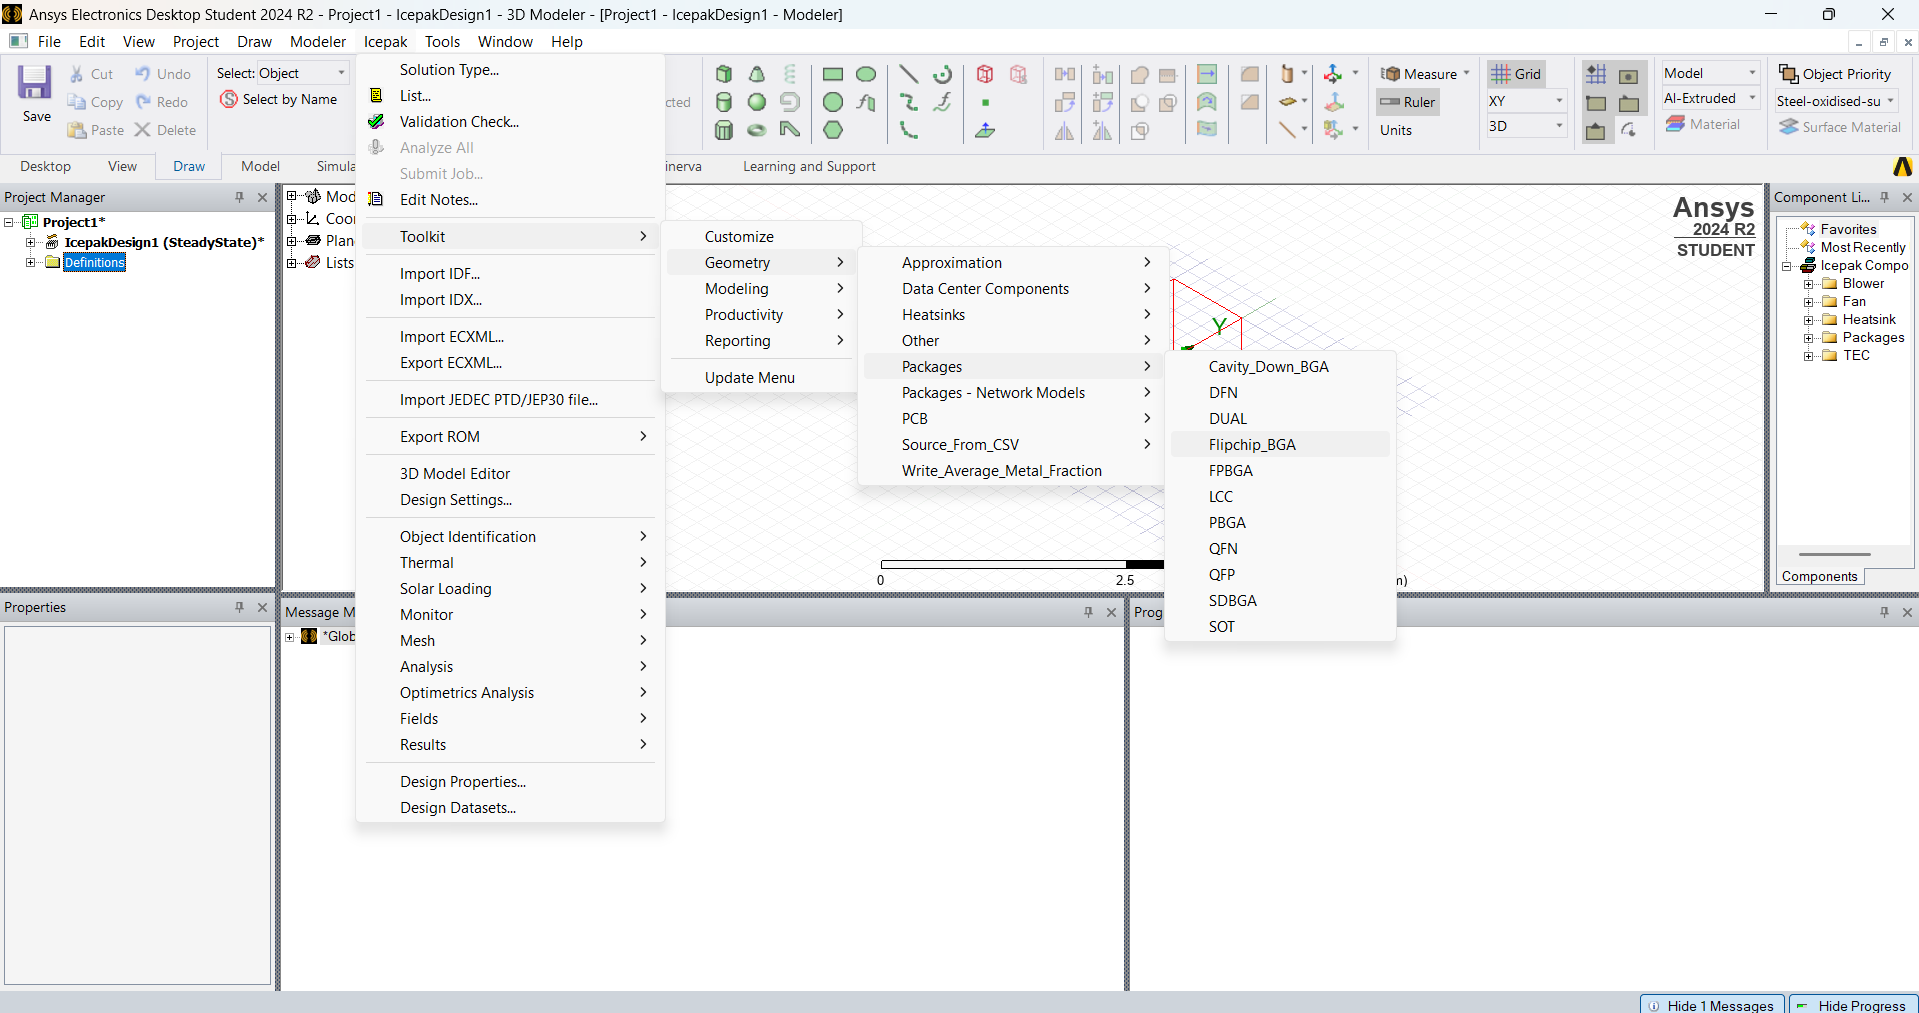 Ansys Electronics Desktop Student 2024 R2 - Project1 - IcepakDesign1 - 3D Modeler - [Project1 - IcepakDesign1 - Modeler]
File Edit View Project Draw Modeler Icepak Tools Window Help
Save
Cut
Copy
Paste
Undo
Redo
Delete
Select: Object
Select by Name
cted
Measure
Ruler
Units
Grid
XY
3D
Model
Al-Extruded
Material
Object Priority
Steel-oxidised-su
Surface Material
Desktop View Draw Model Simula
nerva Learning and Support
Project Manager
Project1*
IcepakDesign1 (SteadyState)*
Definitions
Mod
Coor
Plan
Lists
Solution Type...
List...
Validation Check...
Analyze All
Submit Job...
Edit Notes...
Toolkit
Import IDF...
Import IDX...
Import ECXML...
Export ECXML...
Import JEDEC PTD/JEP30 file...
Export ROM
3D Model Editor
Design Settings...
Object Identification
Thermal
Solar Loading
Monitor
Mesh
Analysis
Optimetrics Analysis
Fields
Results
Design Properties...
Design Datasets...
Customize
Geometry
Modeling
Productivity
Reporting
Update Menu
Approximation
Data Center Components
Heatsinks
Other
Packages
Packages - Network Models
PCB
Source_From_CSV
Write_Average_Metal_Fraction
Cavity_Down_BGA
DFN
DUAL
Flipchip_BGA
FPBGA
LCC
PBGA
QFN
QFP
SDBGA
SOT
Y
0 2.5 n)
Ansys
2024 R2
STUDENT
Component Li...
Favorites
Most Recently
Icepak Compo
Blower
Fan
Heatsink
Packages
TEC
Components
Properties
Message M
*Glob
Prog
Hide 1 Messages
Hide Progress